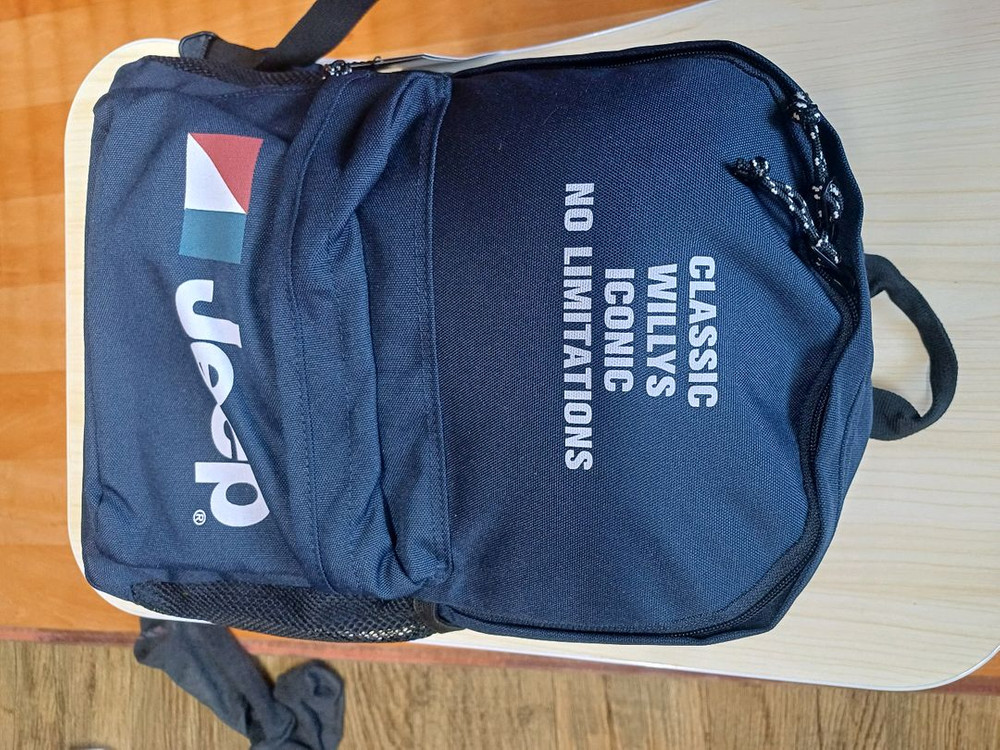 CLASSIC
WILLYS
ICONIC
NO LIMITATIONS
Jeep®